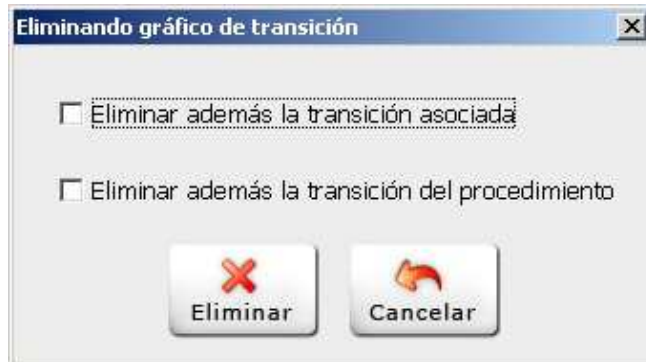 Eliminando gráfico de transición
Eliminar además la transición asociada
Eliminar además la transición del procedimiento
Eliminar Cancelar